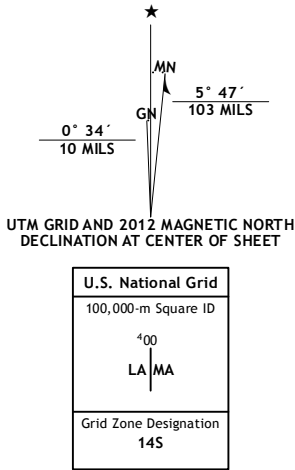 ★
MN
GN
5° 47´
103 MILS
0° 34´
10 MILS
UTM GRID AND 2012 MAGNETIC NORTH
DECLINATION AT CENTER OF SHEET
U.S. National Grid
100,000-m Square ID
⁴00
LA MA
Grid Zone Designation
14S